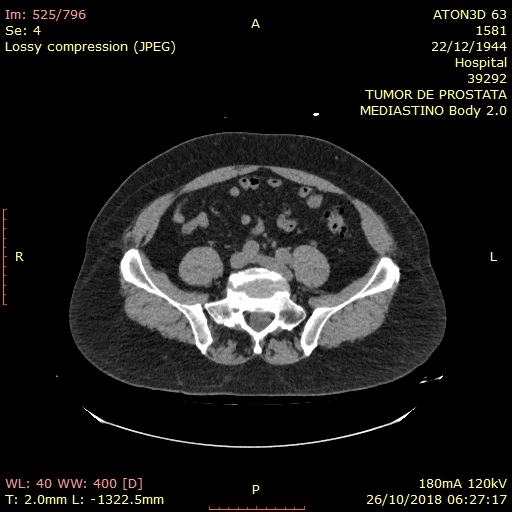 Im: 525/796
Se: 4
Lossy compression (JPEG)
A
ATON3D 63
1581
22/12/1944
Hospital
39292
TUMOR DE PROSTATA
MEDIASTINO Body 2.0
R
L
WL: 40 WW: 400 [D]
T: 2.0mm L: -1322.5mm
P
180mA 120kV
26/10/2018 06:27:17